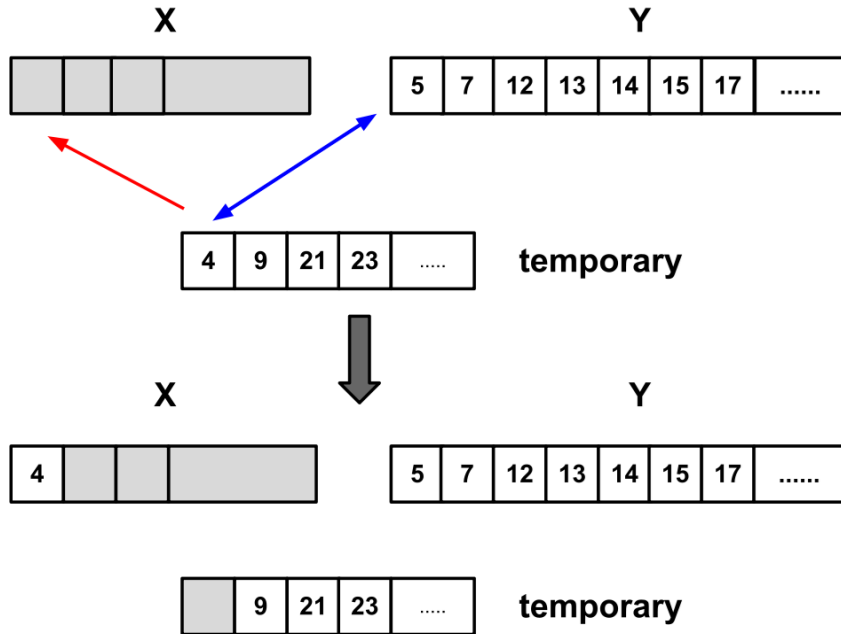 X Y
5 7 12 13 14 15 17 ......
4 9 21 23 ..... temporary
X Y
4 5 7 12 13 14 15 17 ......
9 21 23 ..... temporary